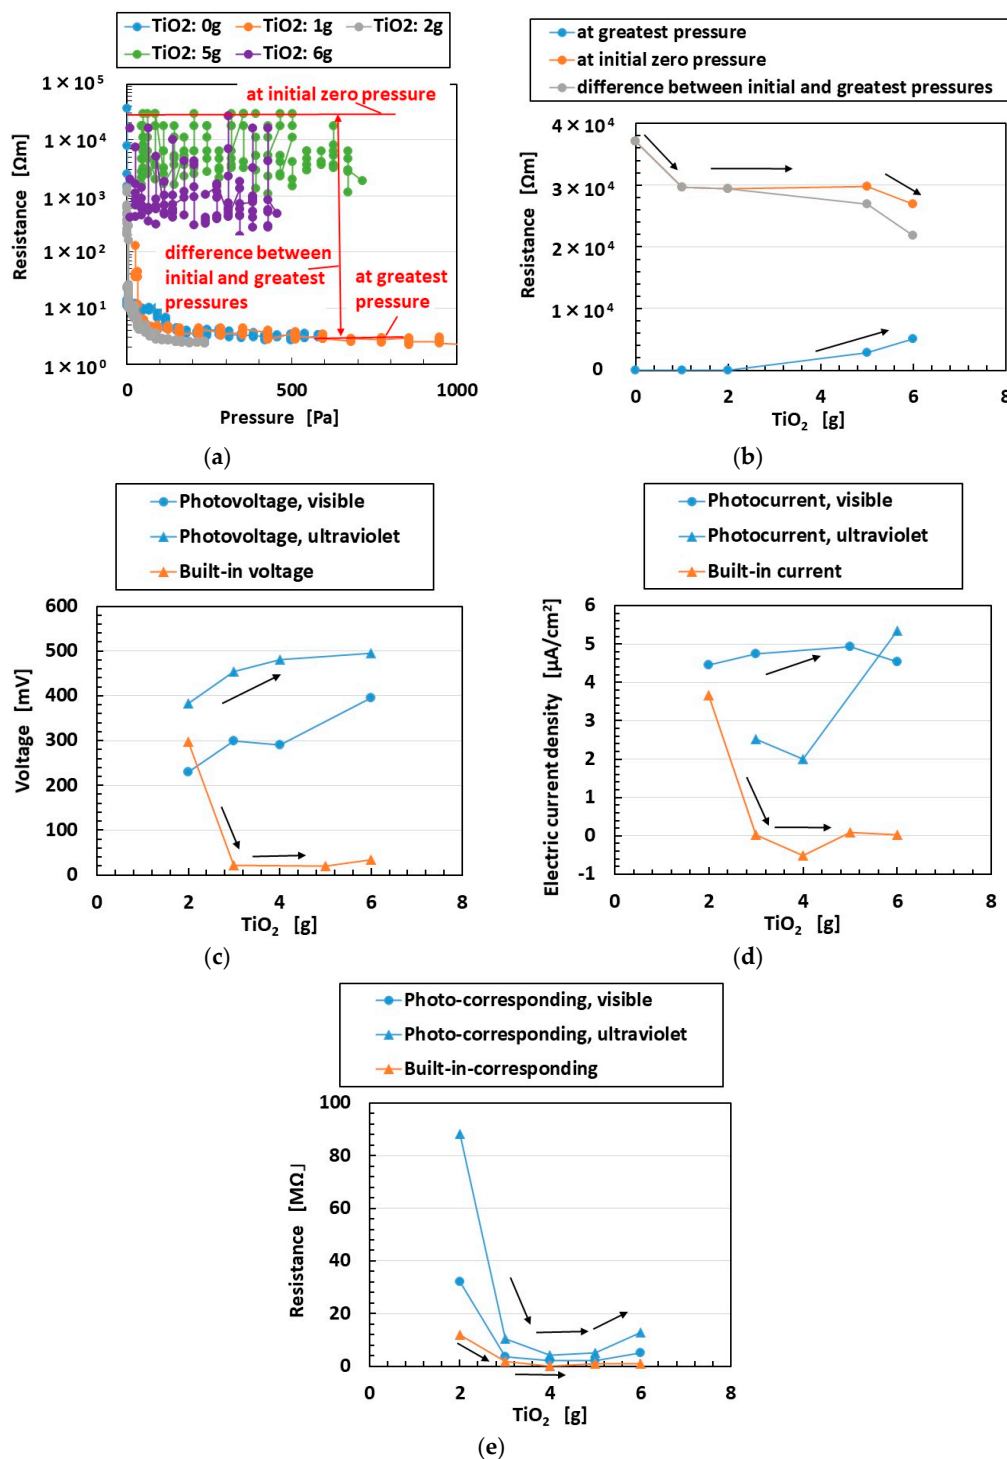 TiO2: 0g TiO2: 1g TiO2: 2g
TiO2: 5g TiO2: 6g
1 × 10⁵
1 × 10⁴
1 × 10³
1 × 10²
1 × 10¹
1 × 10⁰
Resistance [Ωm]
at initial zero pressure
difference between
initial and greatest
pressures
at greatest
pressure
0 500 1000
Pressure [Pa]
(a)
at greatest pressure
at initial zero pressure
difference between initial and greatest pressures
4 × 10⁴
3 × 10⁴
2 × 10⁴
1 × 10⁴
0
Resistance [Ωm]
0 2 4 6 8
TiO₂ [g]
(b)
Photovoltage, visible
Photovoltage, ultraviolet
Built-in voltage
600
500
400
300
200
100
0
Voltage [mV]
0 2 4 6 8
TiO₂ [g]
(c)
Photocurrent, visible
Photocurrent, ultraviolet
Built-in current
6
5
4
3
2
1
0
-1
Electric current density [µA/cm²]
0 2 4 6 8
TiO₂ [g]
(d)
Photo-corresponding, visible
Photo-corresponding, ultraviolet
Built-in-corresponding
100
80
60
40
20
0
Resistance [MΩ]
0 2 4 6 8
TiO₂ [g]
(e)